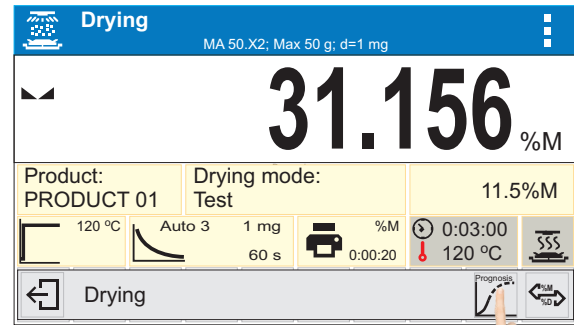 Drying
MA 50.X2; Max 50 g; d=1 mg
31.156 %M
Product:
PRODUCT 01
Drying mode:
Test
11.5%M
120 ºC
Auto 3 1 mg
60 s
%M
0:00:20
0:03:00
120 ºC
Drying
Prognosis
%M
%D